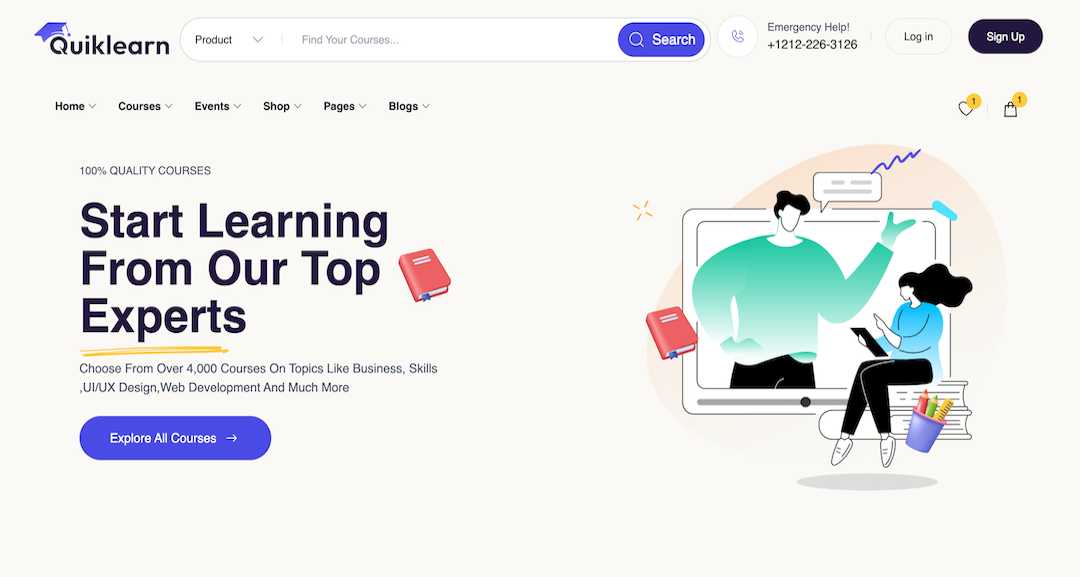 Quiklearn
Product
Find Your Courses...
Search
Emergency Help!
+1212-226-3126
Log in
Sign Up
Home
Courses
Events
Shop
Pages
Blogs
1
1
100% QUALITY COURSES
Start Learning
From Our Top
Experts
Choose From Over 4,000 Courses On Topics Like Business, Skills
,UI/UX Design,Web Development And Much More
Explore All Courses →